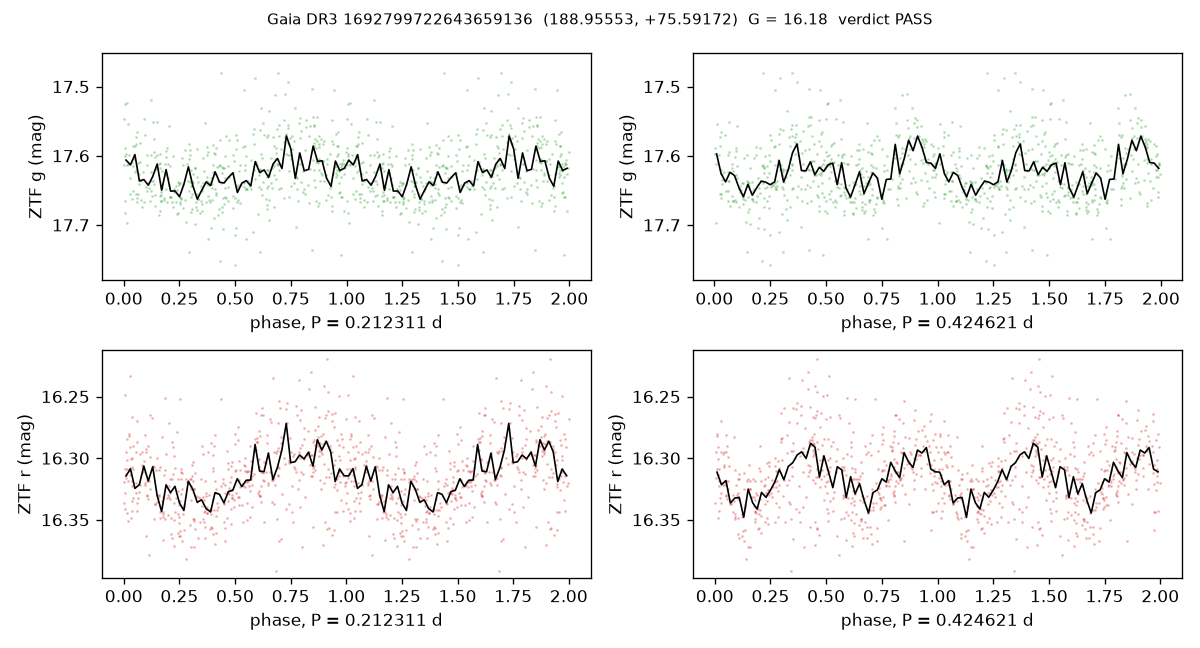 Gaia DR3 1692799722643659136 (188.95553, +75.59172) G = 16.18 verdict PASS
ZTF g (mag)
17.5
17.6
17.7
0.00 0.25 0.50 0.75 1.00 1.25 1.50 1.75 2.00
phase, P = 0.212311 d
ZTF g (mag)
17.5
17.6
17.7
0.00 0.25 0.50 0.75 1.00 1.25 1.50 1.75 2.00
phase, P = 0.424621 d
ZTF r (mag)
16.25
16.30
16.35
0.00 0.25 0.50 0.75 1.00 1.25 1.50 1.75 2.00
phase, P = 0.212311 d
ZTF r (mag)
16.25
16.30
16.35
0.00 0.25 0.50 0.75 1.00 1.25 1.50 1.75 2.00
phase, P = 0.424621 d